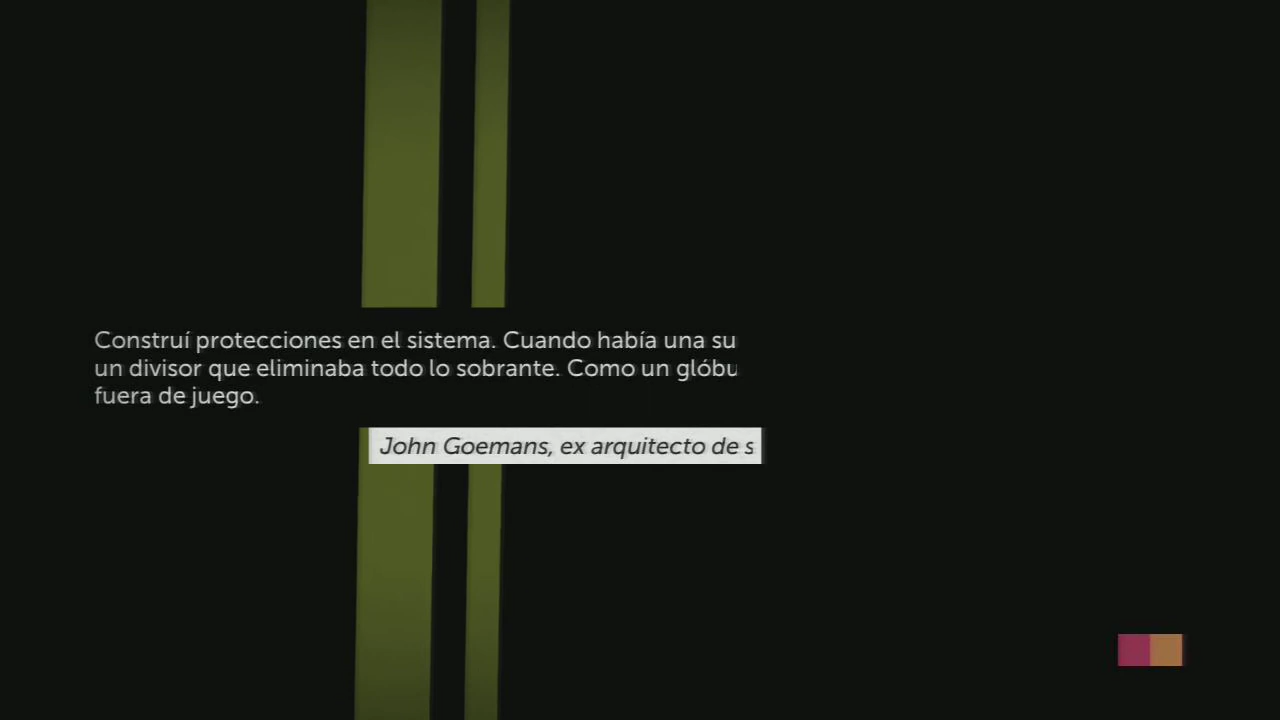 Construí protecciones en el sistema. Cuando había una su
un divisor que eliminaba todo lo sobrante. Como un glóbu
fuera de juego.
John Goemans, ex arquitecto de s